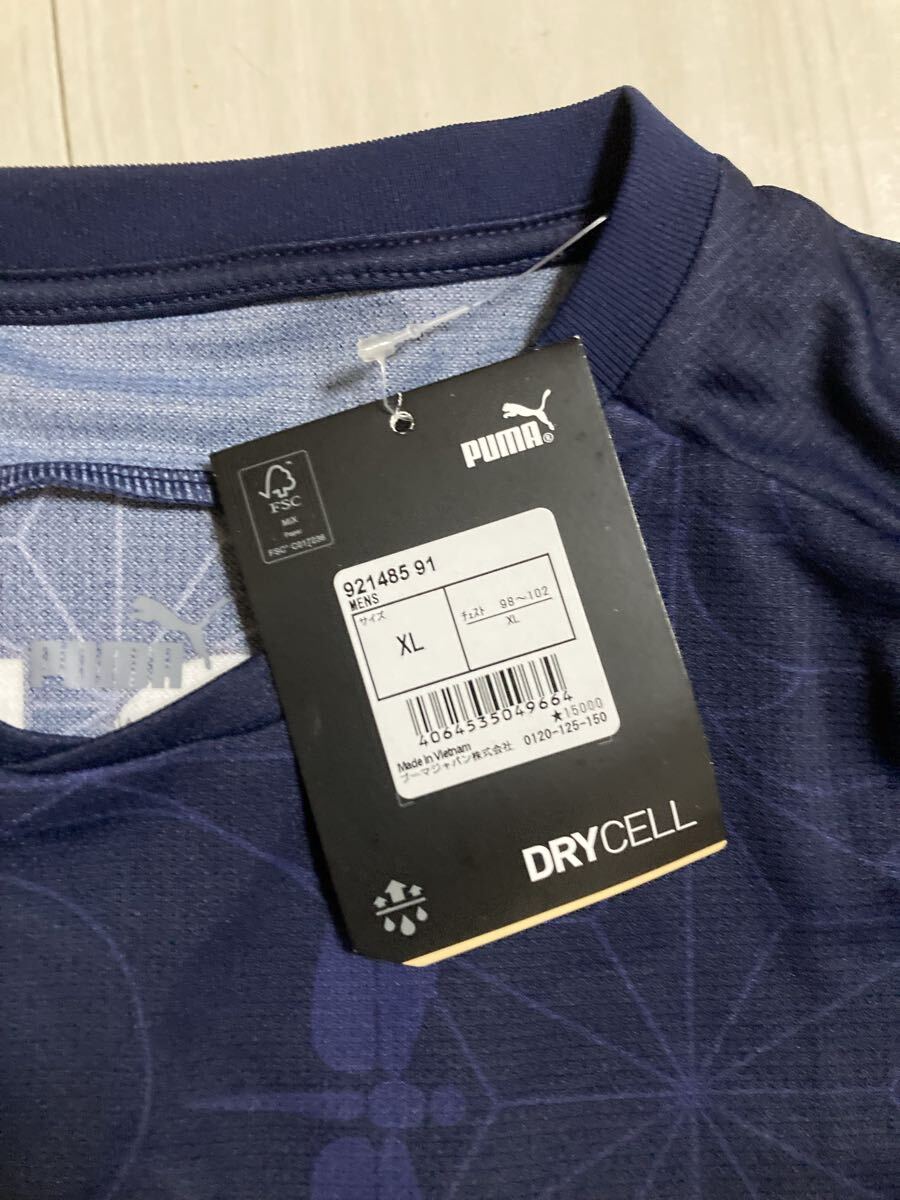 PUMA®
FSC
MIX
Paper
FSC® C017236
921485 91
MENS
サイズ
XL
チェスト 98〜102
XL
4064535049664
★15000
Made in Vietnam
プーマジャパン株式会社 0120-125-150
DRYCELL
PUMA